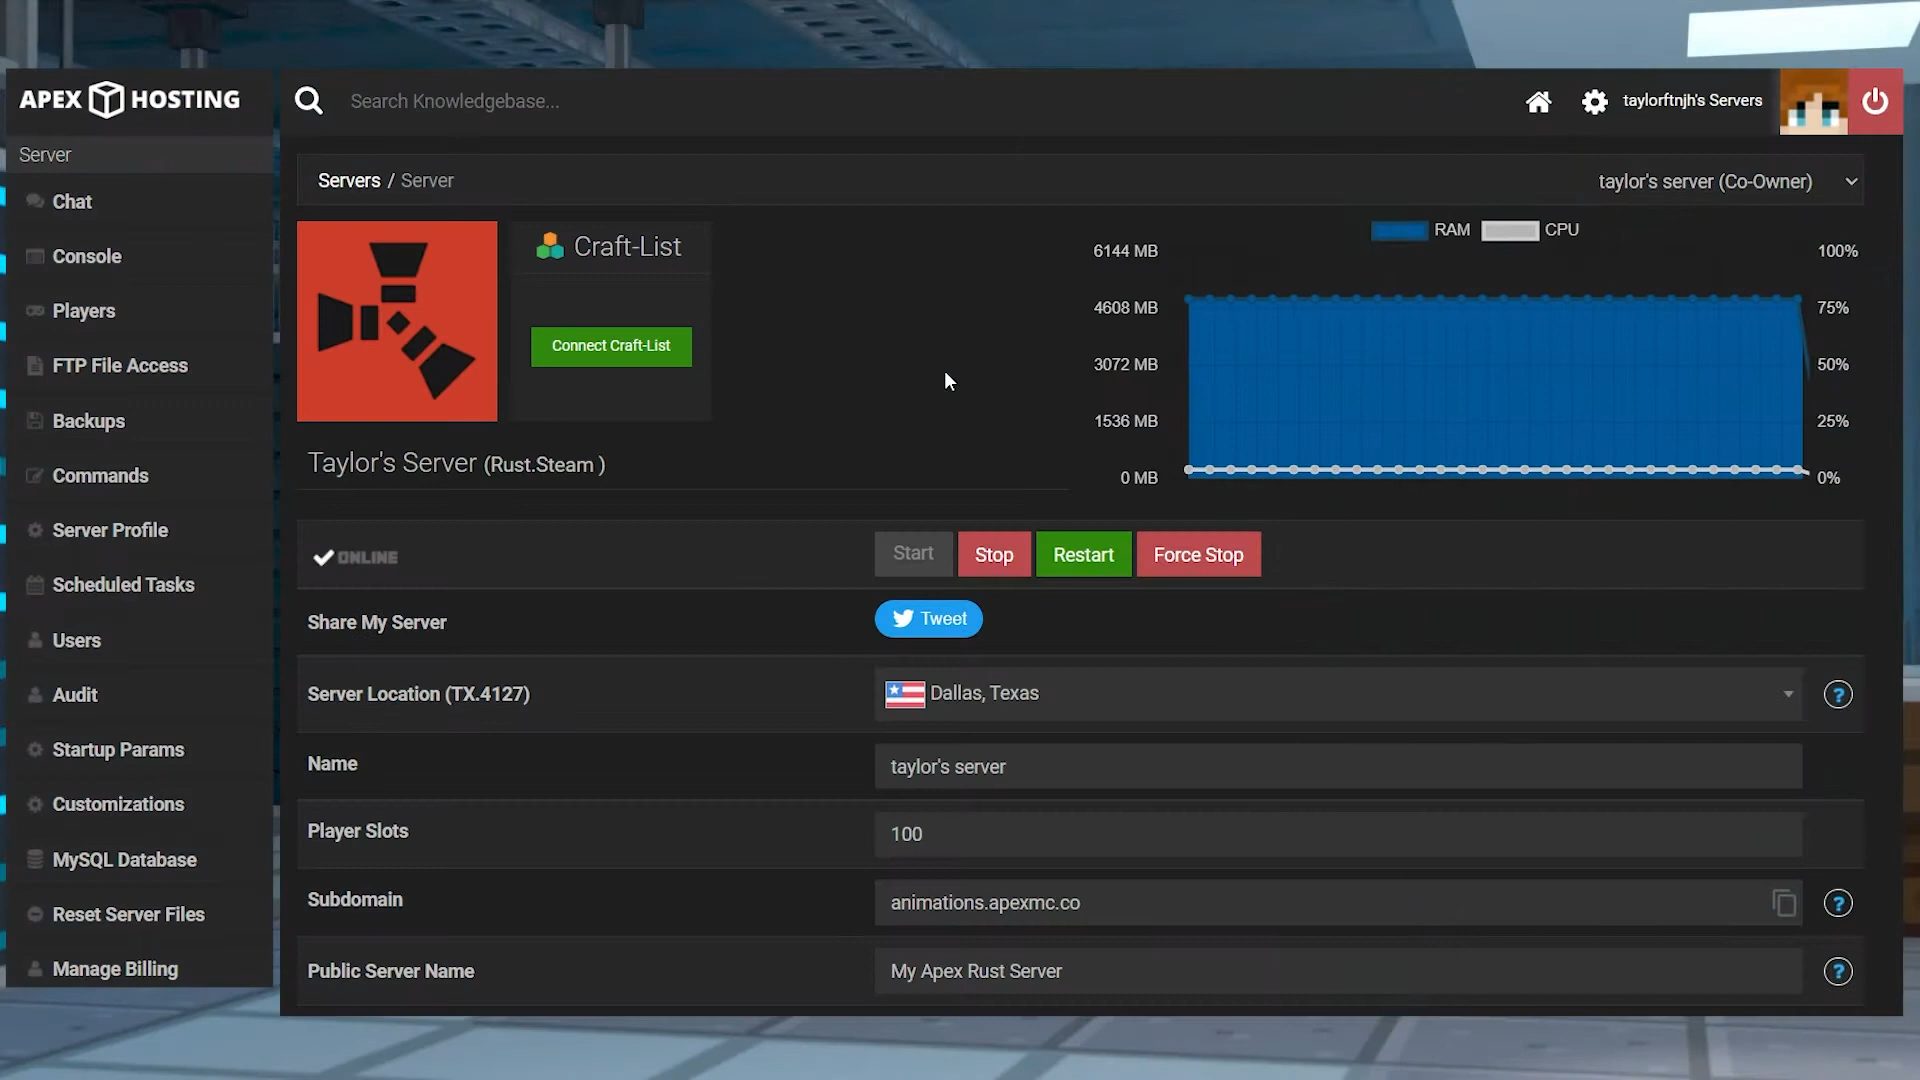 APEX HOSTING
Search Knowledgebase...
taylorftnjh's Servers
Server
Chat
Console
Players
FTP File Access
Backups
Commands
Server Profile
Scheduled Tasks
Users
Audit
Startup Params
Customizations
MySQL Database
Reset Server Files
Manage Billing
Servers / Server
taylor's server (Co-Owner)
Craft-List
Connect Craft-List
Taylor's Server (Rust.Steam )
RAM CPU
6144 MB 100%
4608 MB 75%
3072 MB 50%
1536 MB 25%
0 MB 0%
ONLINE
Start Stop Restart Force Stop
Share My Server Tweet
Server Location (TX.4127) Dallas, Texas ?
Name taylor's server
Player Slots 100
Subdomain animations.apexmc.co ?
Public Server Name My Apex Rust Server ?